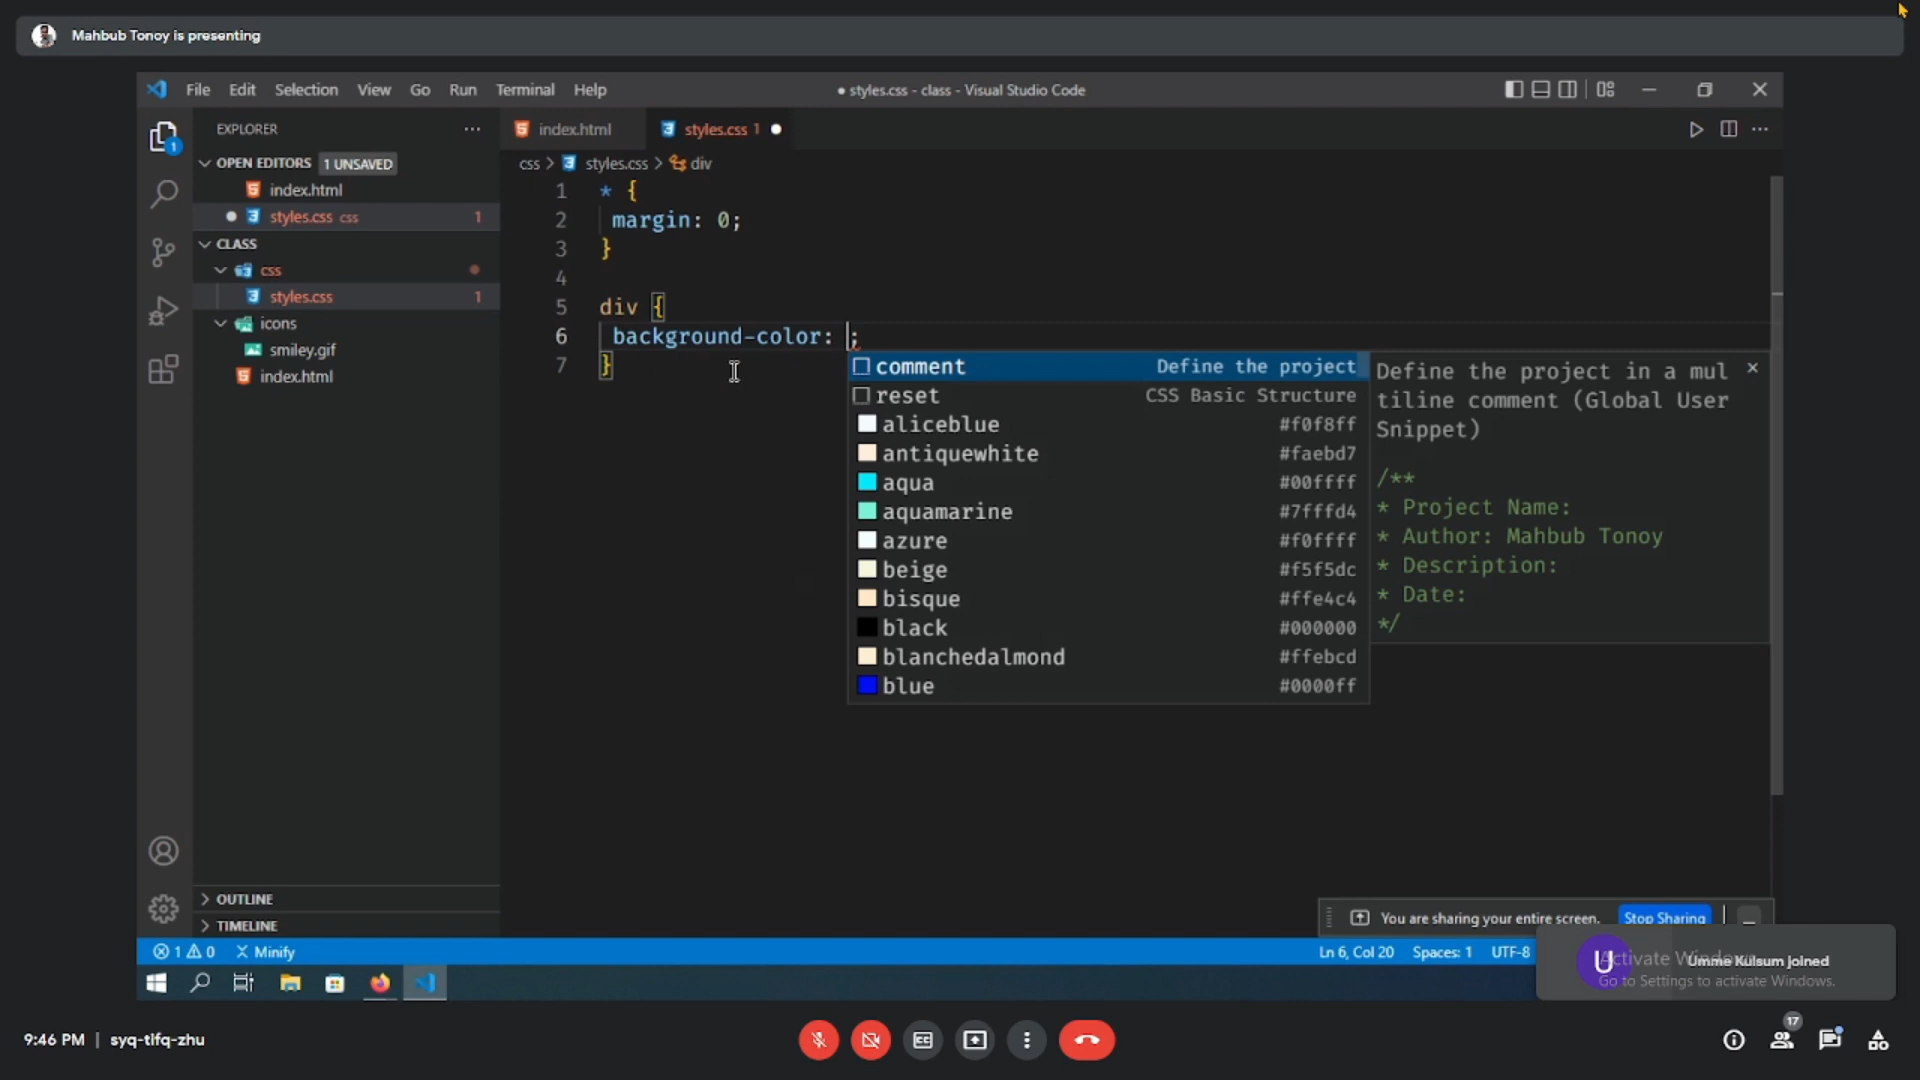 Mahbub Tonoy is presenting
File Edit Selection View Go Run Terminal Help
● styles.css - class - Visual Studio Code
EXPLORER
index.html
styles.css 1
OPEN EDITORS 1 UNSAVED
css > styles.css > div
index.html
styles.css css 1
CLASS
css
styles.css 1
icons
smiley.gif
index.html
1 * {
2 margin: 0;
3 }
4
5 div {
6 background-color: ;
7 }
comment Define the project
reset CSS Basic Structure
aliceblue #f0f8ff
antiquewhite #faebd7
aqua #00ffff
aquamarine #7fffd4
azure #f0ffff
beige #f5f5dc
bisque #ffe4c4
black #000000
blanchedalmond #ffebcd
blue #0000ff
Define the project in a mul
tiline comment (Global User
Snippet)
/**
* Project Name:
* Author: Mahbub Tonoy
* Description:
* Date:
*/
OUTLINE
TIMELINE
You are sharing your entire screen. Stop Sharing
1 0 Minify
Ln 6, Col 20 Spaces: 1 UTF-8
U
Activate Windows
Umme Kulsum joined
Go to Settings to activate Windows.
9:46 PM | syq-tlfq-zhu
17